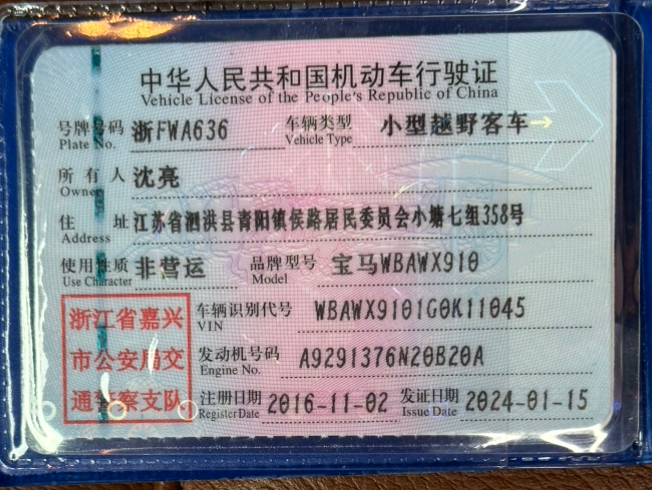 中华人民共和国机动车行驶证
Vehicle License of the People's Republic of China
号牌号码 浙FWA636 车辆类型 小型越野客车
Plate No. Vehicle Type
所有人 沈亮
Owner
住址 江苏省泗洪县青阳镇侯路居民委员会小塘七组358号
Address
使用性质 非营运 品牌型号 宝马WBAWX910
Use Character Model
浙江省嘉兴
市公安局交
通警察支队
车辆识别代号 WBAWX9101G0K11045
VIN
发动机号码 A9291376N20B20A
Engine No.
注册日期 2016-11-02 发证日期 2024-01-15
Register Date Issue Date